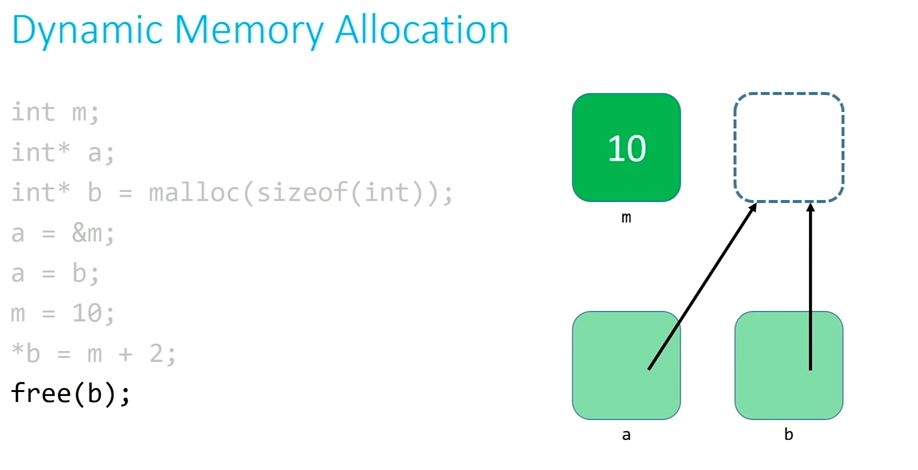 Dynamic Memory Allocation
int m;
int* a;
int* b = malloc(sizeof(int));
a = &m;
a = b;
m = 10;
*b = m + 2;
free(b);
10
m
a
b